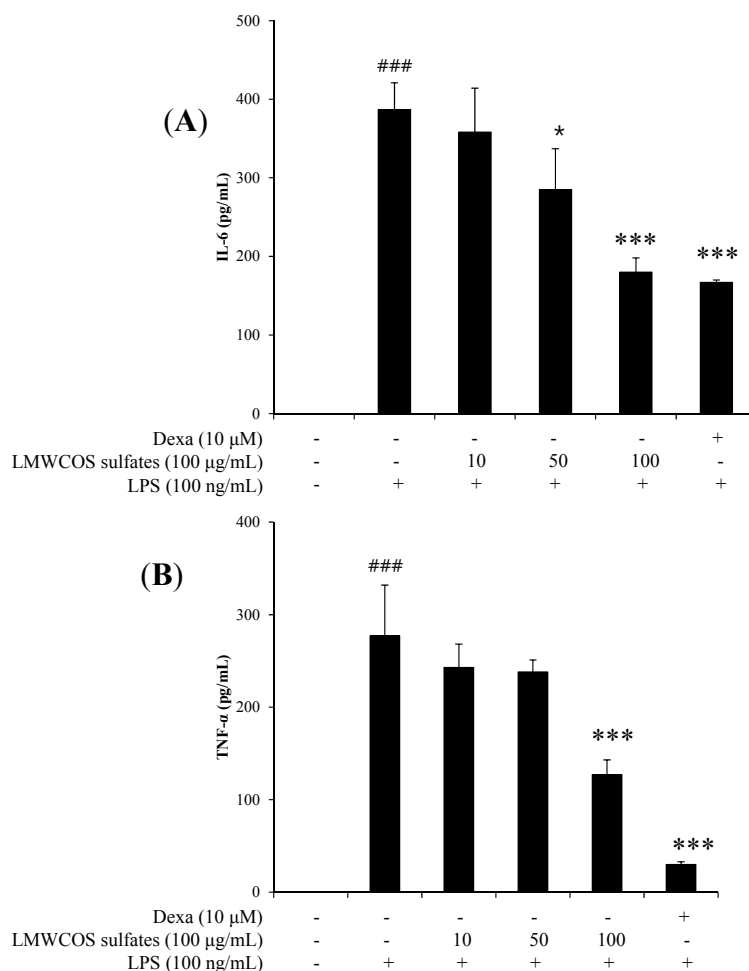 500
400
300
200
100
0
IL-6 (pg/mL)
(A)
###
*
***
***
Dexa (10 μM) - - - - - +
LMWCOS sulfates (100 μg/mL) - - 10 50 100 -
LPS (100 ng/mL) - + + + + +
400
300
200
100
0
TNF-α (pg/mL)
(B)
###
***
***
Dexa (10 μM) - - - - - +
LMWCOS sulfates (100 μg/mL) - - 10 50 100 -
LPS (100 ng/mL) - + + + + +